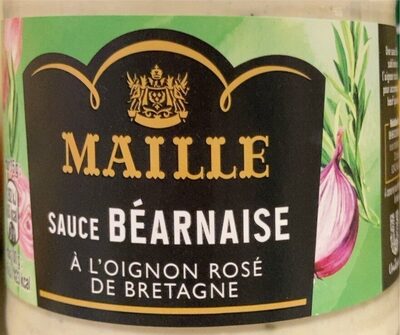 MAILLE
SAUCE BÉARNAISE
À L'OIGNON ROSÉ
DE BRETAGNE